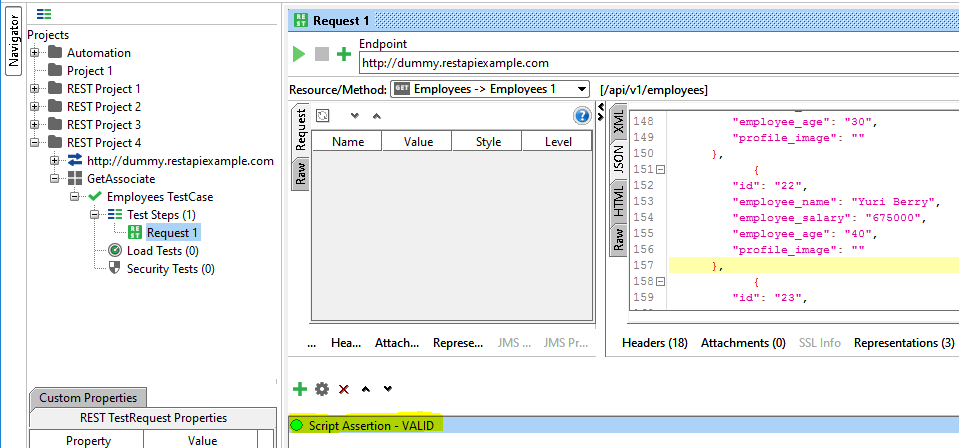 Navigator
Projects
Automation
Project 1
REST Project 1
REST Project 2
REST Project 3
REST Project 4
http://dummy.restapiexample.com
GetAssociate
Employees TestCase
Test Steps (1)
REST
Request 1
Load Tests (0)
Security Tests (0)
Custom Properties
REST TestRequest Properties
Property Value
REST Request 1
Endpoint
http://dummy.restapiexample.com
Resource/Method: GET Employees -> Employees 1 [/api/v1/employees]
Request
Raw
?
Name Value Style Level
... Hea... Attach... Represe... JMS ... JMS Pr...
XML
JSON
HTML
Raw
148 "employee_age": "30",
149 "profile_image": ""
150 },
151 {
152 "id": "22",
153 "employee_name": "Yuri Berry",
154 "employee_salary": "675000",
155 "employee_age": "40",
156 "profile_image": ""
157 },
158 {
159 "id": "23",
Headers (18) Attachments (0) SSL Info Representations (3)
Script Assertion - VALID